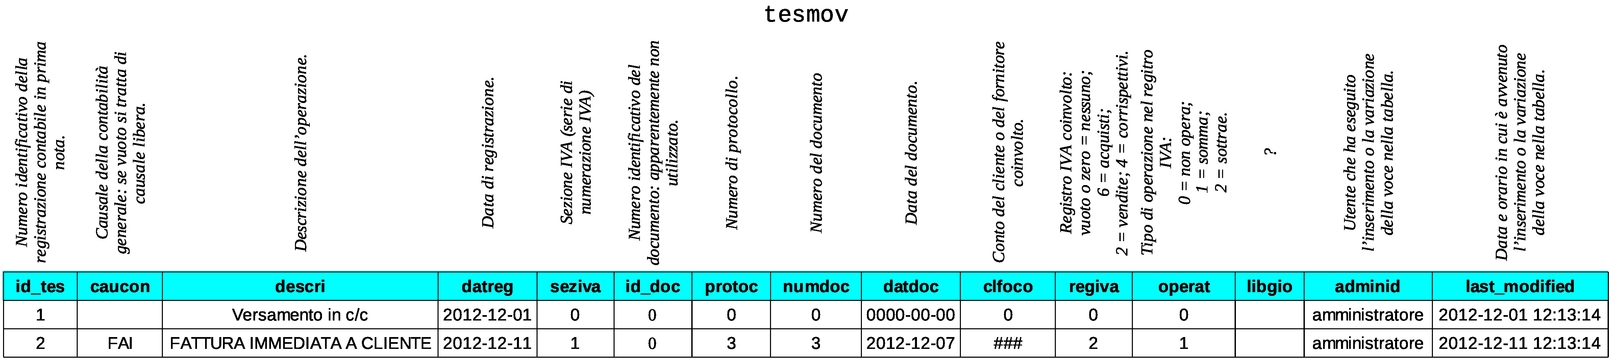 tesmov
Numero identificativo della
registrazione contabile in prima
nota.
Causale della contabilità
generale: se vuoto si tratta di
causale libera.
Descrizione dell'operazione.
Data di registrazione.
Sezione IVA (serie di
numerazione IVA)
Numero identificativo del
documento: apparentemente non
utilizzato.
Numero di protocollo.
Numero del documento
Data del documento.
Conto del cliente o del fornitore
coinvolto.
Registro IVA coinvolto:
vuoto o zero = nessuno;
6 = acquisti;
2 = vendite; 4 = corrispettivi.
Tipo di operazione nel regitro
IVA:
0 = non opera;
1 = somma;
2 = sottrae.
?
Utente che ha eseguito
l'inserimento o la variazione
della voce nella tabella.
Data e orario in cui è avvenuto
l'inserimento o la variazione
della voce nella tabella.
id_tes caucon descri datreg seziva id_doc protoc numdoc datdoc clfoco regiva operat libgio adminid last_modified
1 Versamento in c/c 2012-12-01 0 0 0 0 0000-00-00 0 0 0 amministratore 2012-12-01 12:13:14
2 FAI FATTURA IMMEDIATA A CLIENTE 2012-12-11 1 0 3 3 2012-12-07 ### 2 1 amministratore 2012-12-11 12:13:14